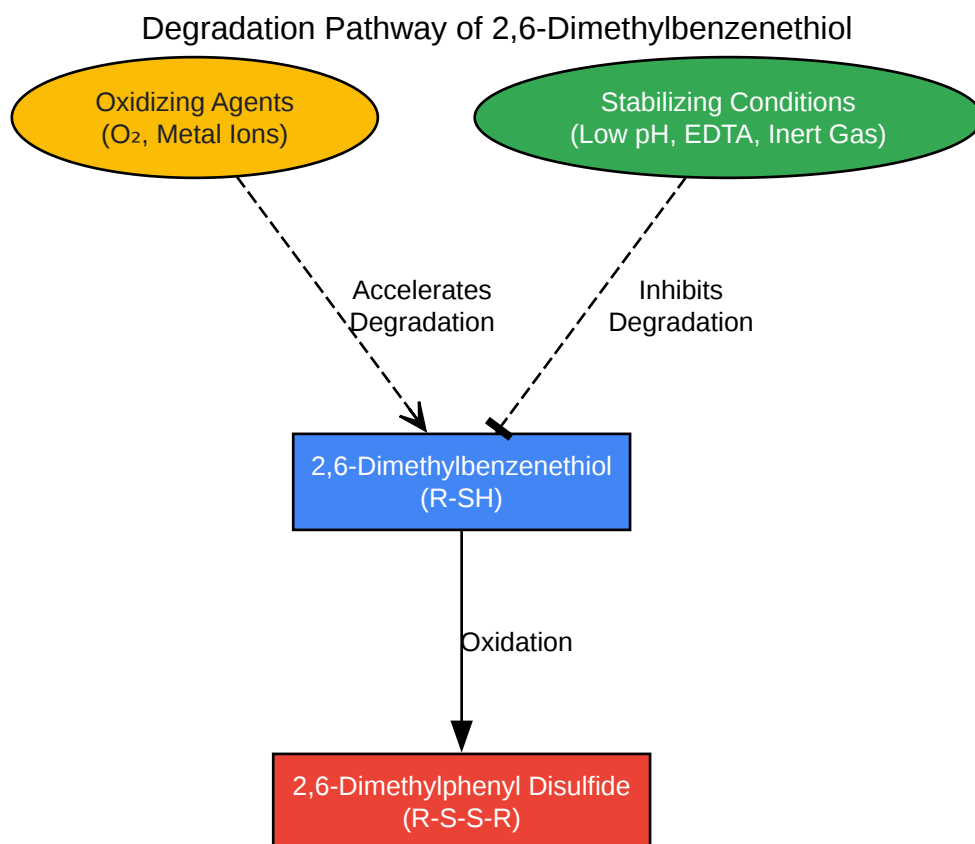 Degradation Pathway of 2,6-Dimethylbenzenethiol
Oxidizing Agents
(O₂, Metal Ions)
Stabilizing Conditions
(Low pH, EDTA, Inert Gas)
Accelerates
Degradation
Inhibits
Degradation
2,6-Dimethylbenzenethiol
(R-SH)
Oxidation
2,6-Dimethylphenyl Disulfide
(R-S-S-R)